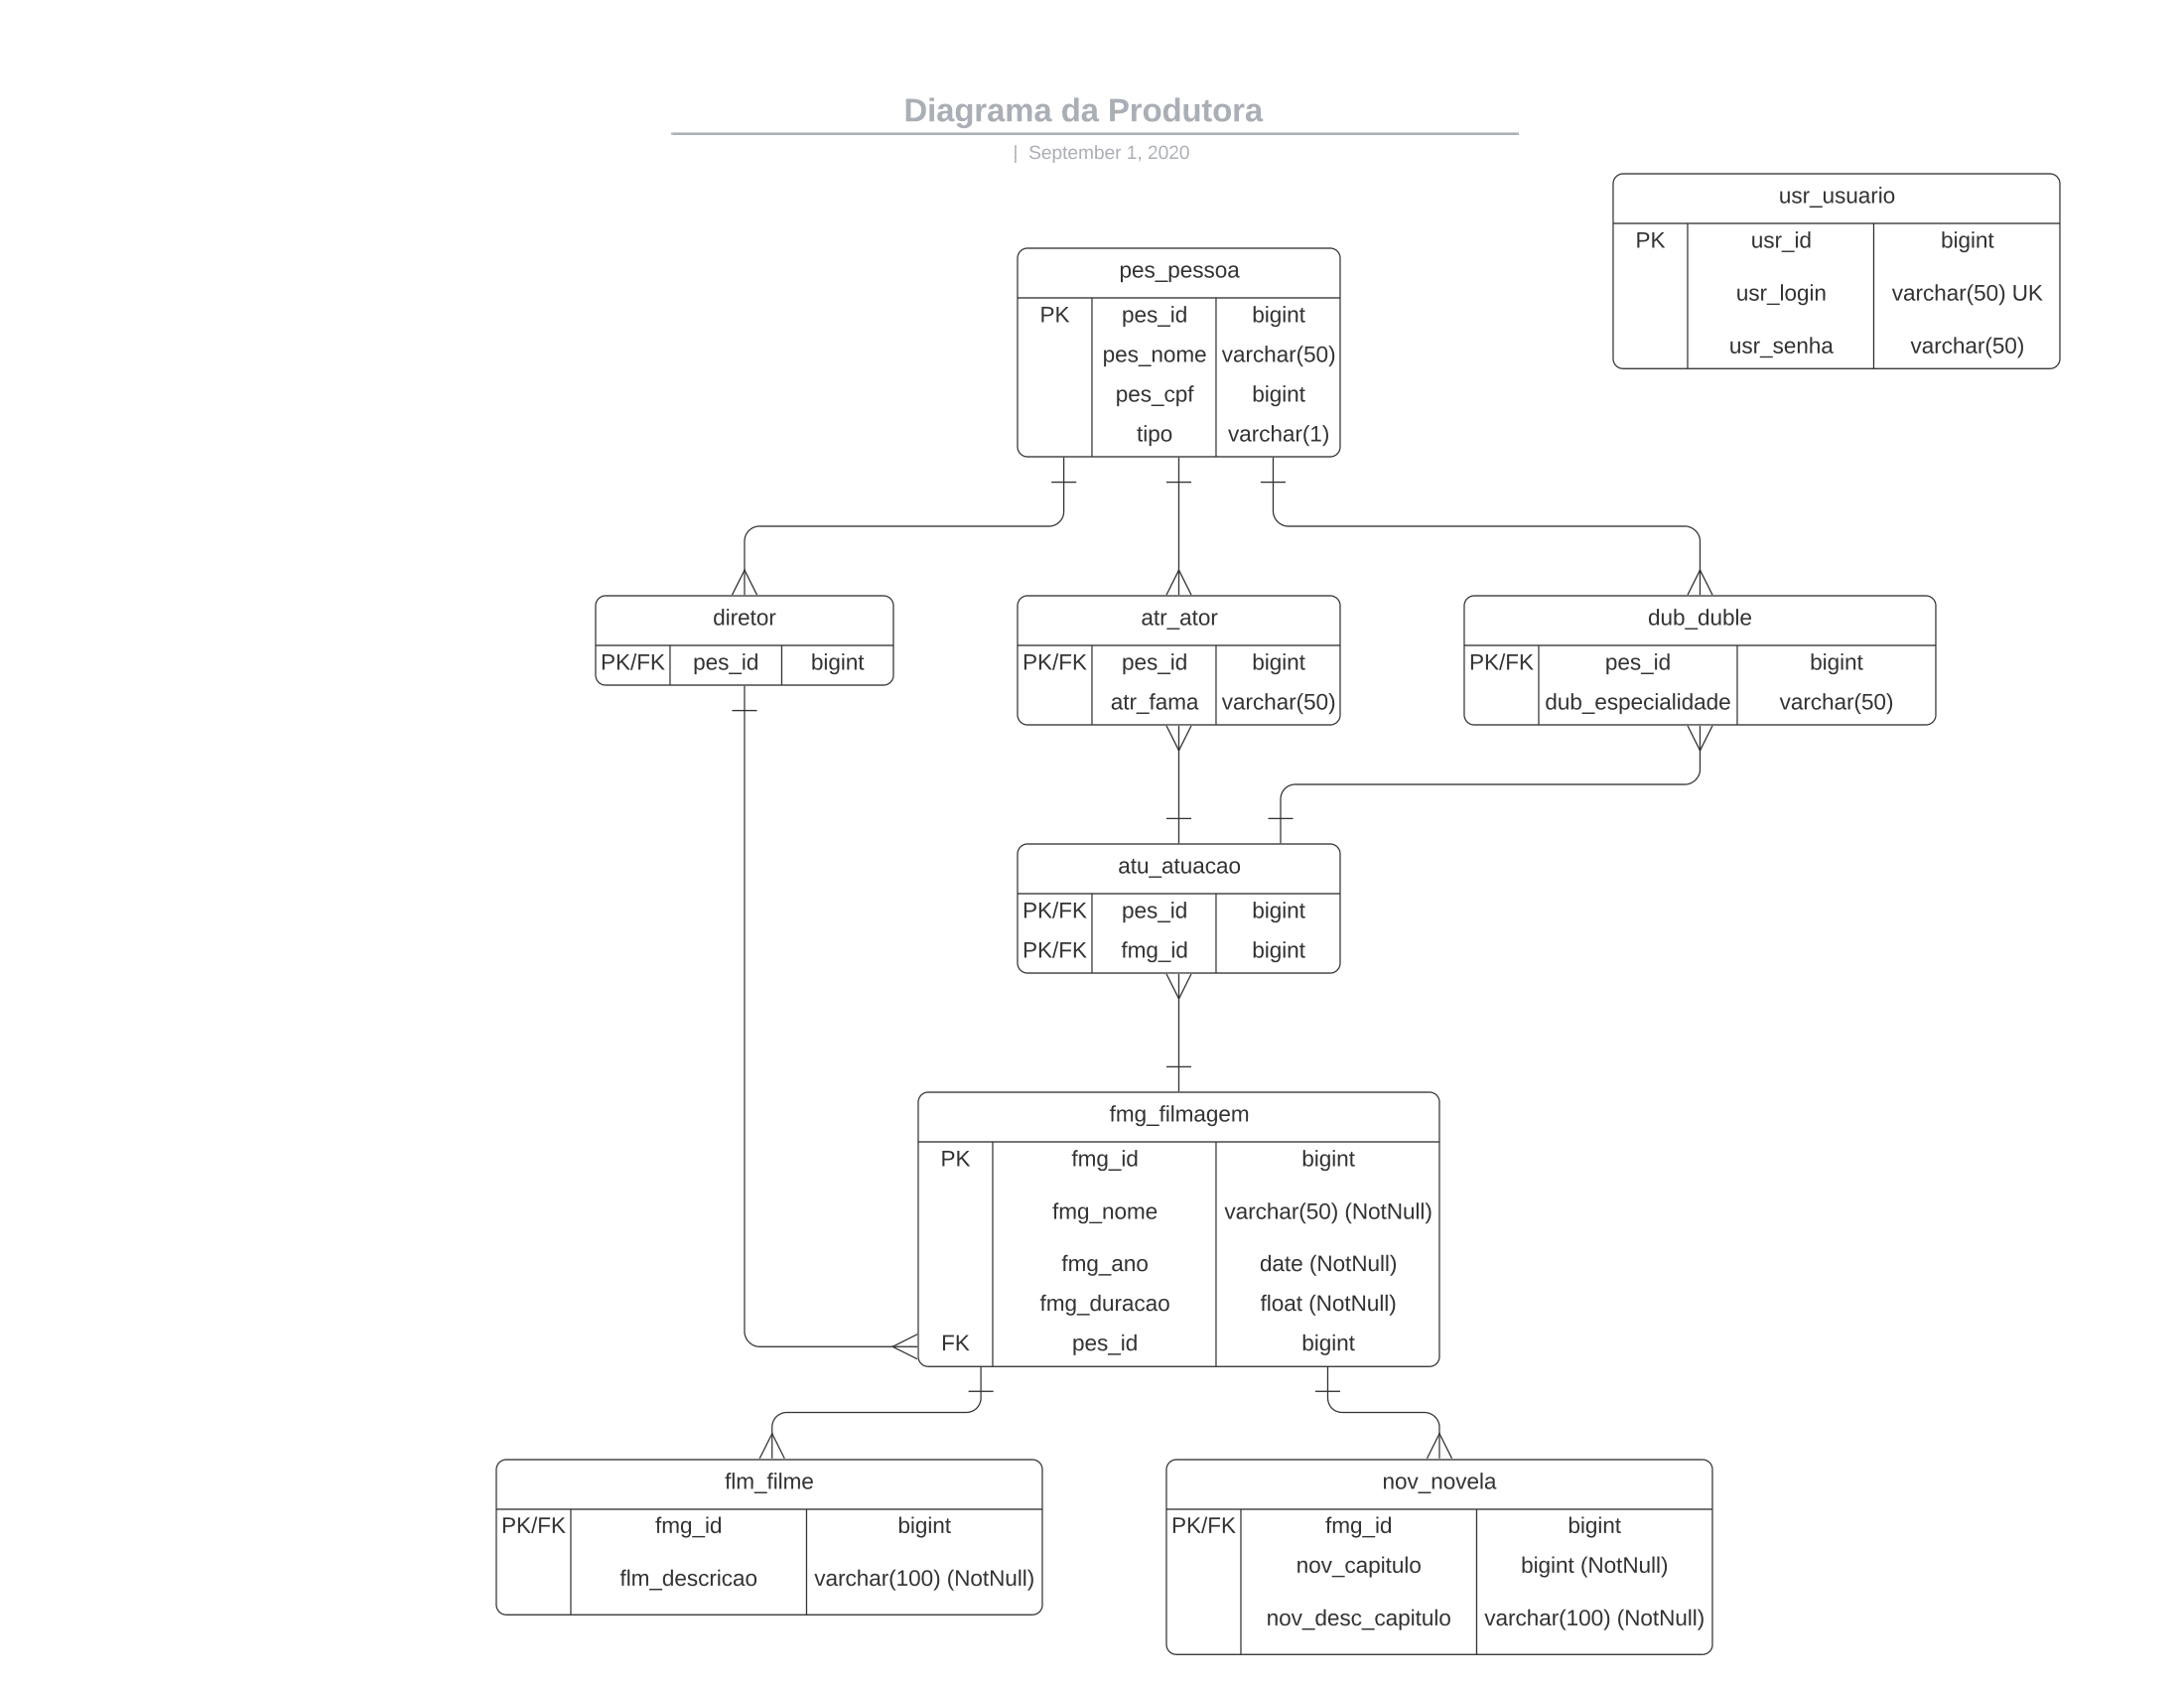 Diagrama da Produtora
| September 1, 2020
usr_usuario
PK usr_id bigint
usr_login varchar(50) UK
usr_senha varchar(50)
pes_pessoa
PK pes_id bigint
pes_nome varchar(50)
pes_cpf bigint
tipo varchar(1)
diretor
PK/FK pes_id bigint
atr_ator
PK/FK pes_id bigint
atr_fama varchar(50)
dub_duble
PK/FK pes_id bigint
dub_especialidade varchar(50)
atu_atuacao
PK/FK pes_id bigint
PK/FK fmg_id bigint
fmg_filmagem
PK fmg_id bigint
fmg_nome varchar(50) (NotNull)
fmg_ano date (NotNull)
fmg_duracao float (NotNull)
FK pes_id bigint
flm_filme
PK/FK fmg_id bigint
flm_descricao varchar(100) (NotNull)
nov_novela
PK/FK fmg_id bigint
nov_capitulo bigint (NotNull)
nov_desc_capitulo varchar(100) (NotNull)